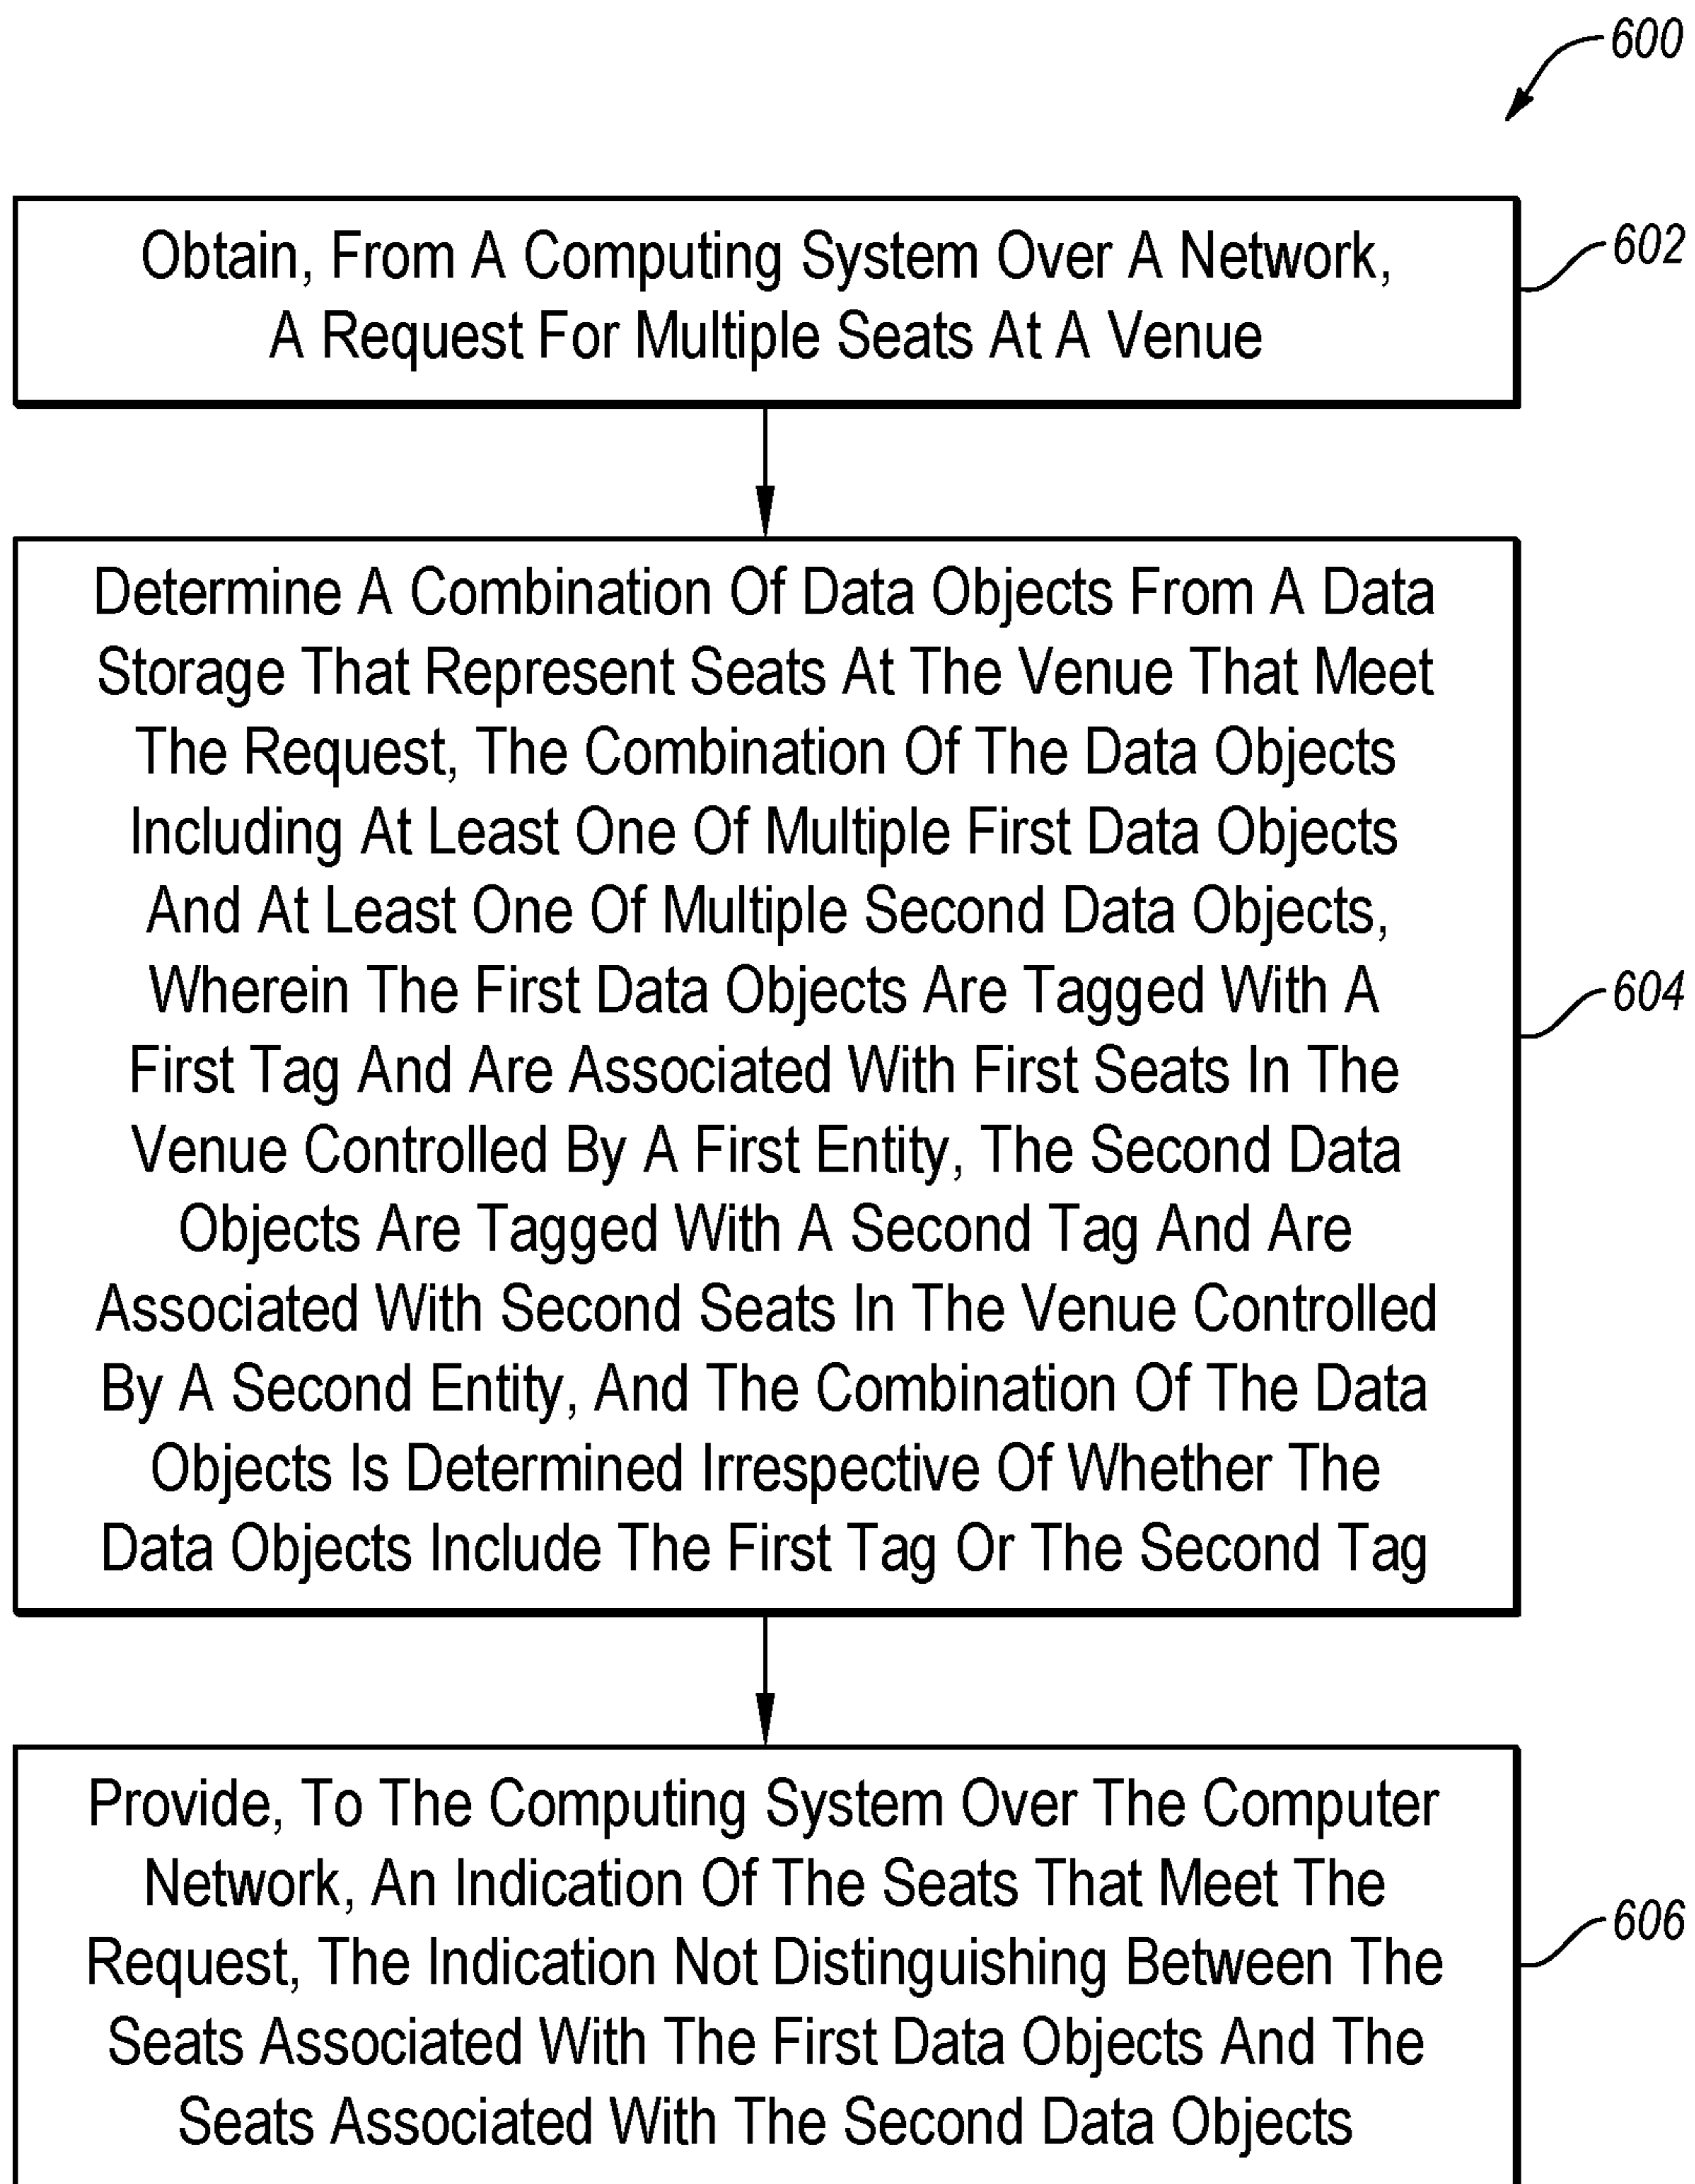 600
Obtain, From A Computing System Over A Network,
A Request For Multiple Seats At A Venue
602
Determine A Combination Of Data Objects From A Data
Storage That Represent Seats At The Venue That Meet
The Request, The Combination Of The Data Objects
Including At Least One Of Multiple First Data Objects
And At Least One Of Multiple Second Data Objects,
Wherein The First Data Objects Are Tagged With A
First Tag And Are Associated With First Seats In The
Venue Controlled By A First Entity, The Second Data
Objects Are Tagged With A Second Tag And Are
Associated With Second Seats In The Venue Controlled
By A Second Entity, And The Combination Of The Data
Objects Is Determined Irrespective Of Whether The
Data Objects Include The First Tag Or The Second Tag
604
Provide, To The Computing System Over The Computer
Network, An Indication Of The Seats That Meet The
Request, The Indication Not Distinguishing Between The
Seats Associated With The First Data Objects And The
Seats Associated With The Second Data Objects
606